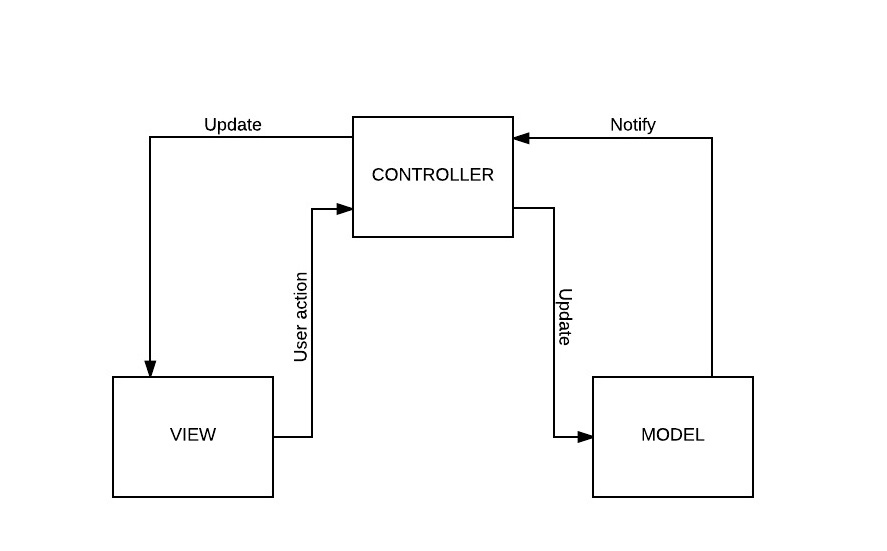 Update
Notify
CONTROLLER
User action
Update
VIEW
MODEL